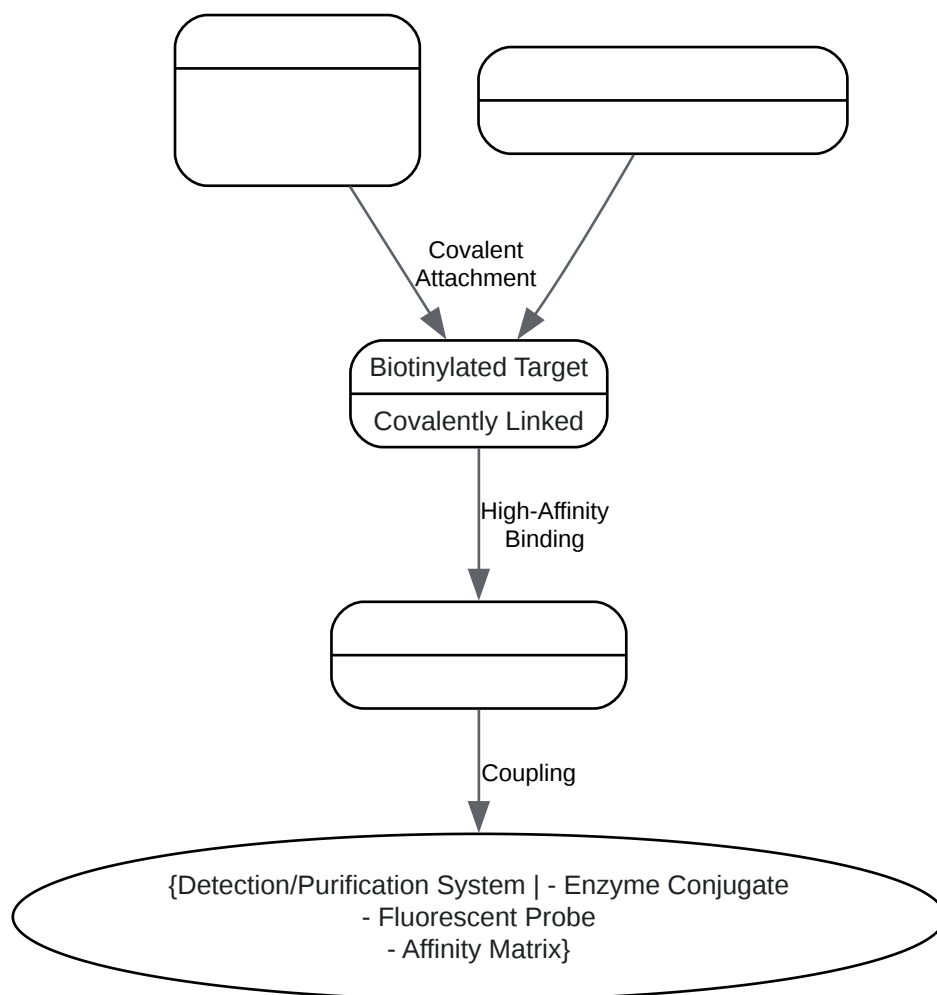 Covalent
Attachment
Biotinylated Target
Covalently Linked
High-Affinity
Binding
Coupling
{Detection/Purification System | - Enzyme Conjugate
- Fluorescent Probe
- Affinity Matrix}